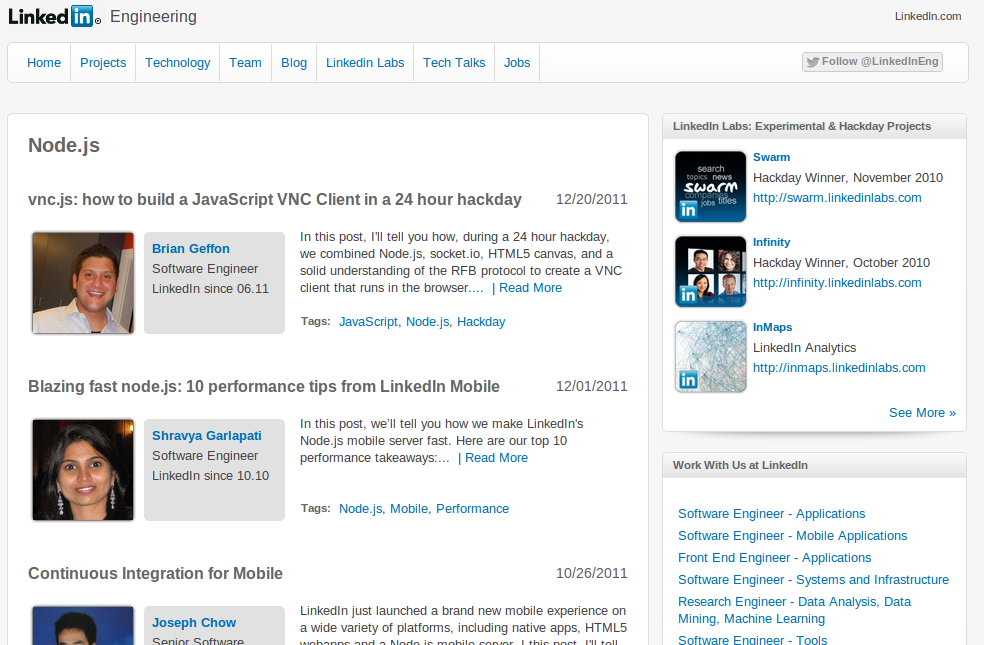 Linked in Engineering
LinkedIn.com
Home Projects Technology Team Blog Linkedin Labs Tech Talks Jobs
Follow @LinkedInEng
Node.js
vnc.js: how to build a JavaScript VNC Client in a 24 hour hackday 12/20/2011
Brian Geffon
Software Engineer
LinkedIn since 06.11
In this post, I'll tell you how, during a 24 hour hackday,
we combined Node.js, socket.io, HTML5 canvas, and a
solid understanding of the RFB protocol to create a VNC
client that runs in the browser.... | Read More
Tags: JavaScript, Node.js, Hackday
Blazing fast node.js: 10 performance tips from LinkedIn Mobile 12/01/2011
Shravya Garlapati
Software Engineer
LinkedIn since 10.10
In this post, we'll tell you how we make LinkedIn's
Node.js mobile server fast. Here are our top 10
performance takeaways:... | Read More
Tags: Node.js, Mobile, Performance
Continuous Integration for Mobile 10/26/2011
Joseph Chow
Senior Software
LinkedIn just launched a brand new mobile experience on
a wide variety of platforms, including native apps, HTML5
webapps and a Node.js mobile server. I this post, I'll tell
LinkedIn Labs: Experimental & Hackday Projects
search
topics news
swarm
companies
jobs titles
in
Swarm
Hackday Winner, November 2010
http://swarm.linkedinlabs.com
in
Infinity
Hackday Winner, October 2010
http://infinity.linkedinlabs.com
in
InMaps
LinkedIn Analytics
http://inmaps.linkedinlabs.com
See More »
Work With Us at LinkedIn
Software Engineer - Applications
Software Engineer - Mobile Applications
Front End Engineer - Applications
Software Engineer - Systems and Infrastructure
Research Engineer - Data Analysis, Data
Mining, Machine Learning
Software Engineer - Tools